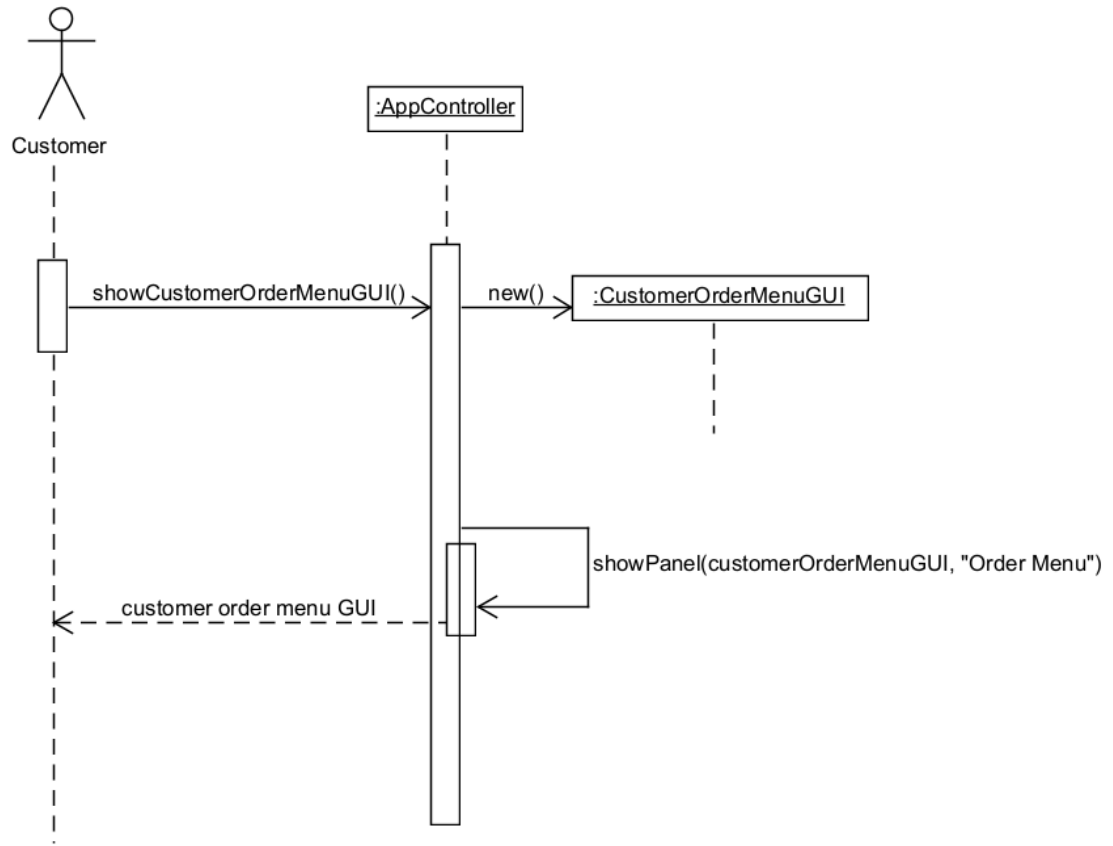 Customer
:AppController
showCustomerOrderMenuGUI()
new()
:CustomerOrderMenuGUI
showPanel(customerOrderMenuGUI, "Order Menu")
customer order menu GUI